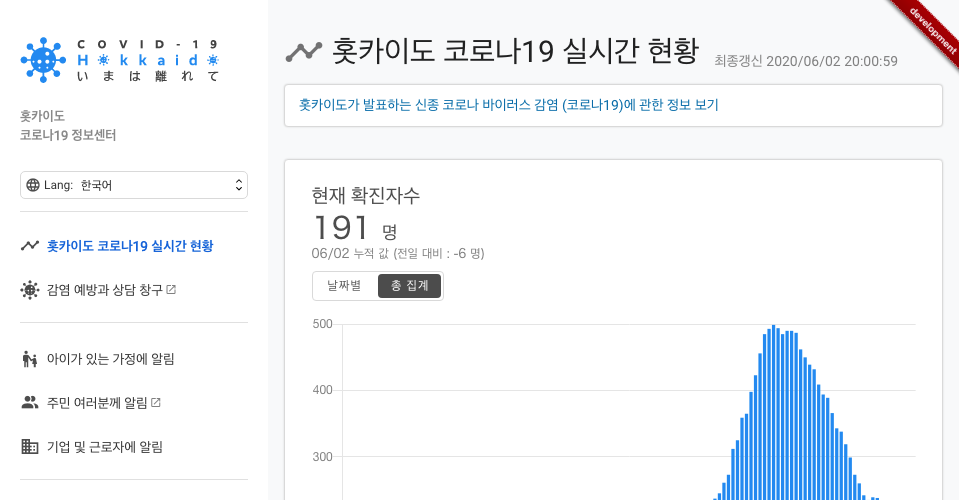 COVID-19
Hokkaido
いまは離れて
홋카이도
코로나19 정보센터
Lang: 한국어
홋카이도 코로나19 실시간 현황
감염 예방과 상담 창구
아이가 있는 가정에 알림
주민 여러분께 알림
기업 및 근로자에 알림
development
홋카이도 코로나19 실시간 현황
최종갱신 2020/06/02 20:00:59
홋카이도가 발표하는 신종 코로나 바이러스 감염 (코로나19)에 관한 정보 보기
현재 확진자수
191 명
06/02 누적 값 (전일 대비 : -6 명)
날짜별 총 집계
500
400
300